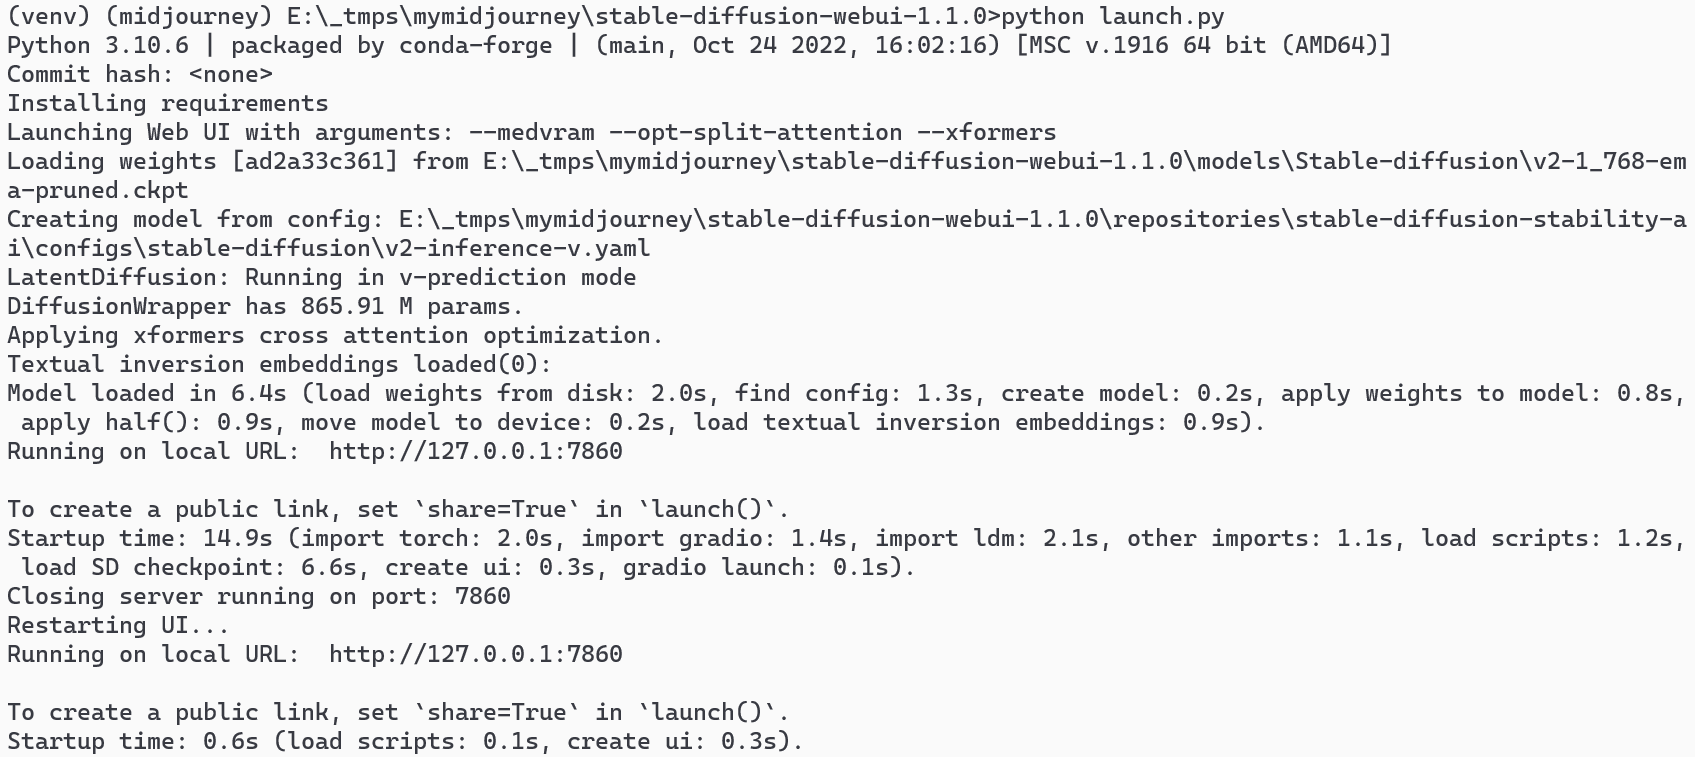 (venv) (midjourney) E:\_tmps\mymidjourney\stable-diffusion-webui-1.1.0>python launch.py
Python 3.10.6 | packaged by conda-forge | (main, Oct 24 2022, 16:02:16) [MSC v.1916 64 bit (AMD64)]
Commit hash: <none>
Installing requirements
Launching Web UI with arguments: --medvram --opt-split-attention --xformers
Loading weights [ad2a33c361] from E:\_tmps\mymidjourney\stable-diffusion-webui-1.1.0\models\Stable-diffusion\v2-1_768-em
a-pruned.ckpt
Creating model from config: E:\_tmps\mymidjourney\stable-diffusion-webui-1.1.0\repositories\stable-diffusion-stability-a
i\configs\stable-diffusion\v2-inference-v.yaml
LatentDiffusion: Running in v-prediction mode
DiffusionWrapper has 865.91 M params.
Applying xformers cross attention optimization.
Textual inversion embeddings loaded(0):
Model loaded in 6.4s (load weights from disk: 2.0s, find config: 1.3s, create model: 0.2s, apply weights to model: 0.8s,
 apply half(): 0.9s, move model to device: 0.2s, load textual inversion embeddings: 0.9s).
Running on local URL:  http://127.0.0.1:7860

To create a public link, set `share=True` in `launch()`.
Startup time: 14.9s (import torch: 2.0s, import gradio: 1.4s, import ldm: 2.1s, other imports: 1.1s, load scripts: 1.2s,
 load SD checkpoint: 6.6s, create ui: 0.3s, gradio launch: 0.1s).
Closing server running on port: 7860
Restarting UI...
Running on local URL:  http://127.0.0.1:7860

To create a public link, set `share=True` in `launch()`.
Startup time: 0.6s (load scripts: 0.1s, create ui: 0.3s).